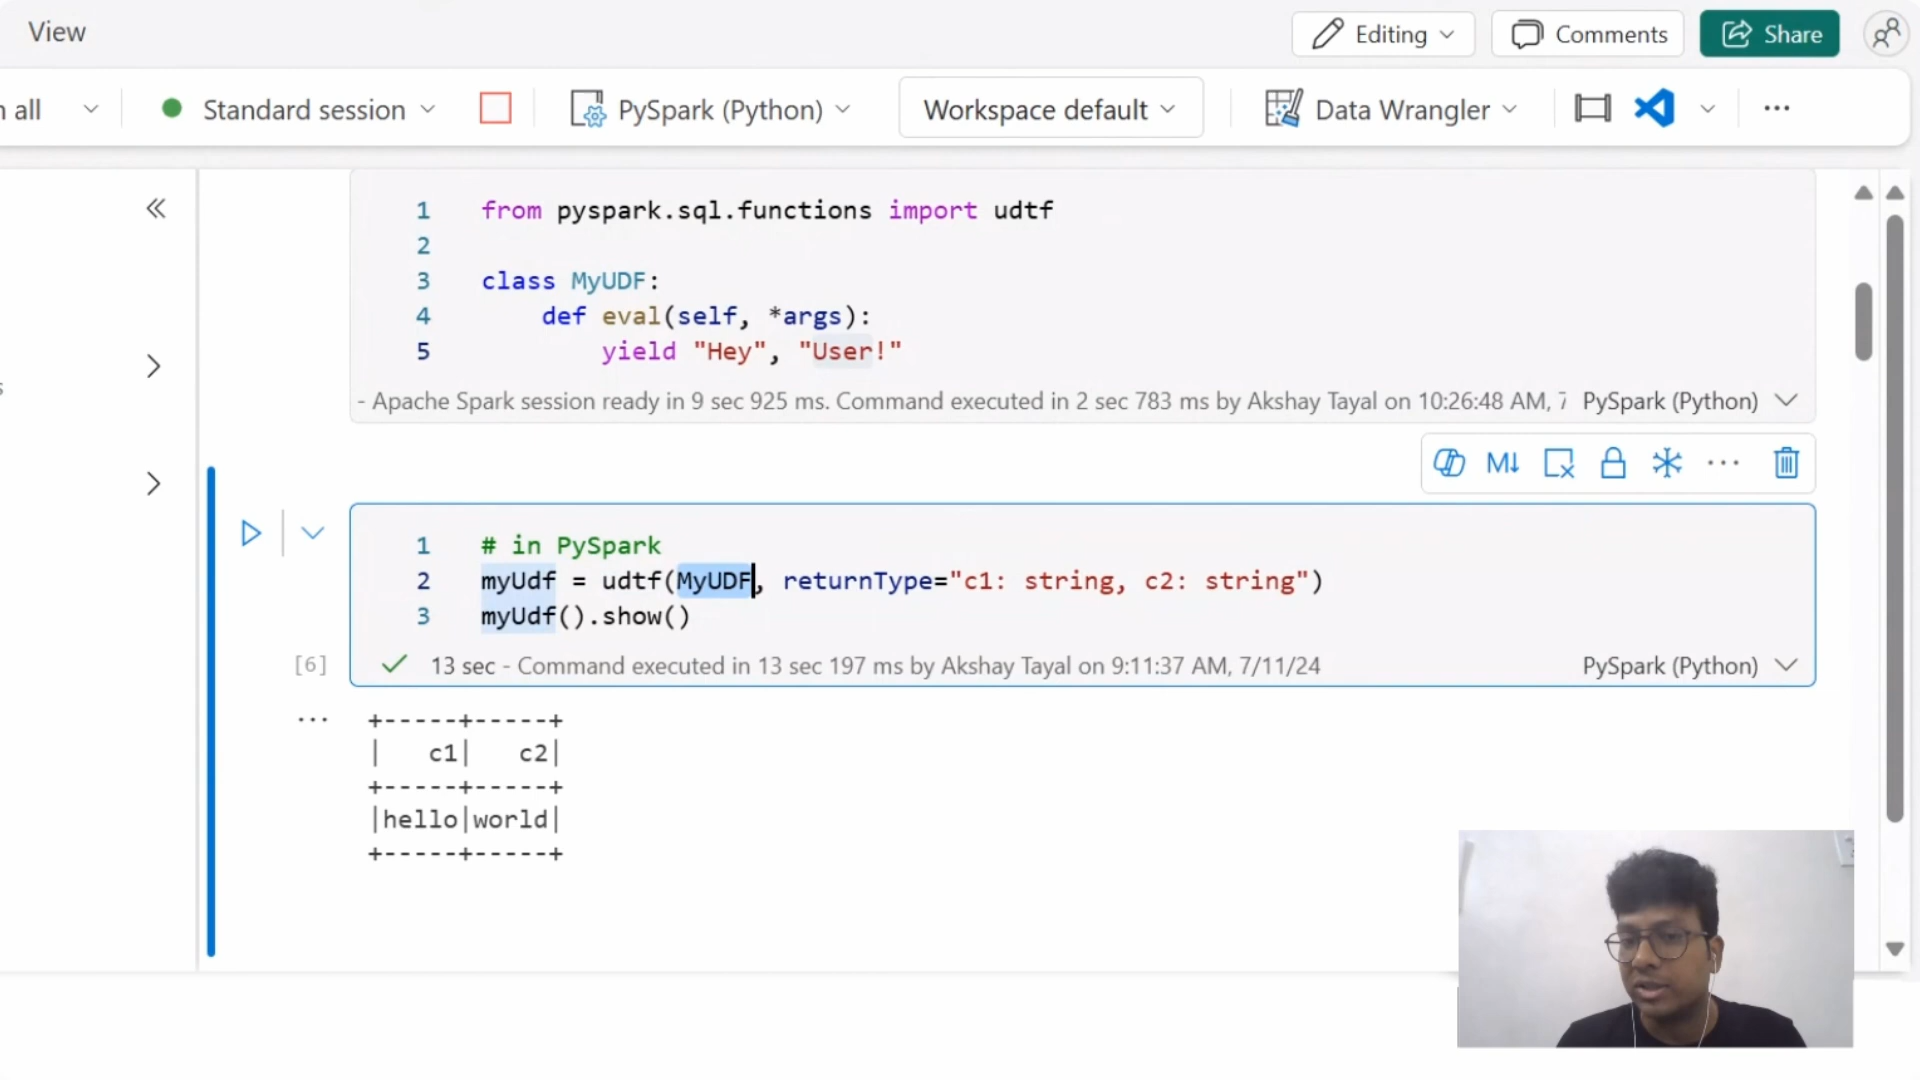 View
Editing
Comments
Share
all
Standard session
PySpark (Python)
Workspace default
Data Wrangler
1 from pyspark.sql.functions import udtf
2
3 class MyUDF:
4 def eval(self, *args):
5 yield "Hey", "User!"
- Apache Spark session ready in 9 sec 925 ms. Command executed in 2 sec 783 ms by Akshay Tayal on 10:26:48 AM, 7 PySpark (Python)
M↓
1 # in PySpark
2 myUdf = udtf(MyUDF, returnType="c1: string, c2: string")
3 myUdf().show()
[6] 13 sec - Command executed in 13 sec 197 ms by Akshay Tayal on 9:11:37 AM, 7/11/24 PySpark (Python)
+-----+-----+
|   c1|   c2|
+-----+-----+
|hello|world|
+-----+-----+